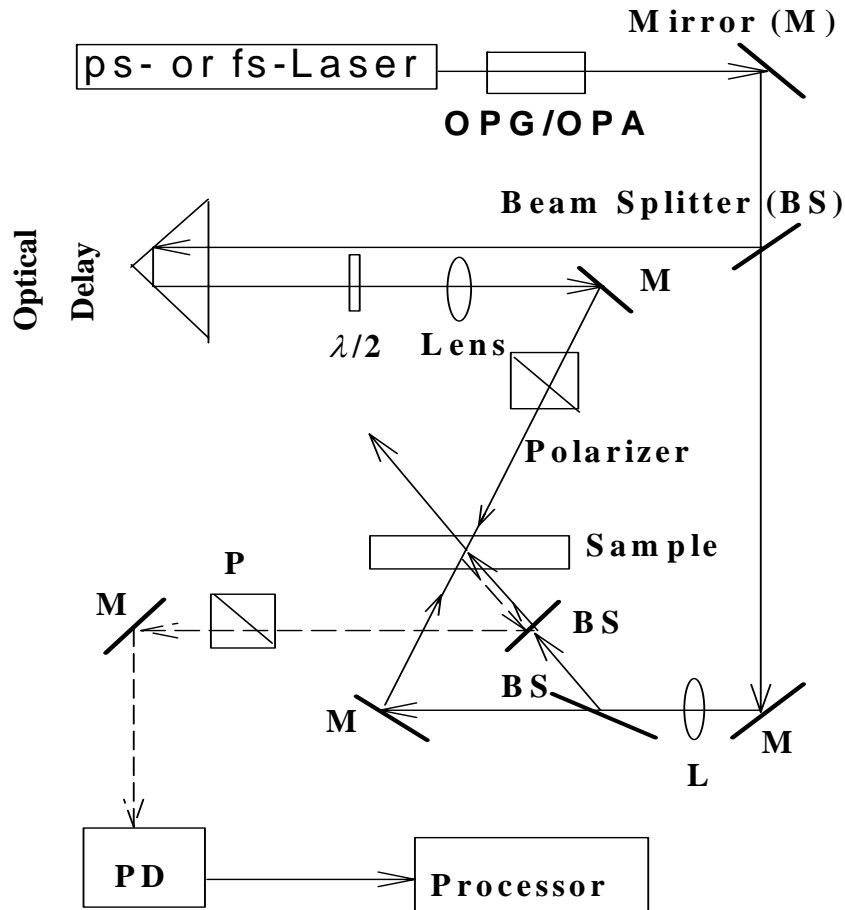 Mirror (M)
ps- or fs-Laser
OPG/OPA
Beam Splitter (BS)
Optical
Delay
M
λ/2
Lens
Polarizer
Sample
P
M
BS
BS
M
M
L
PD
Processor